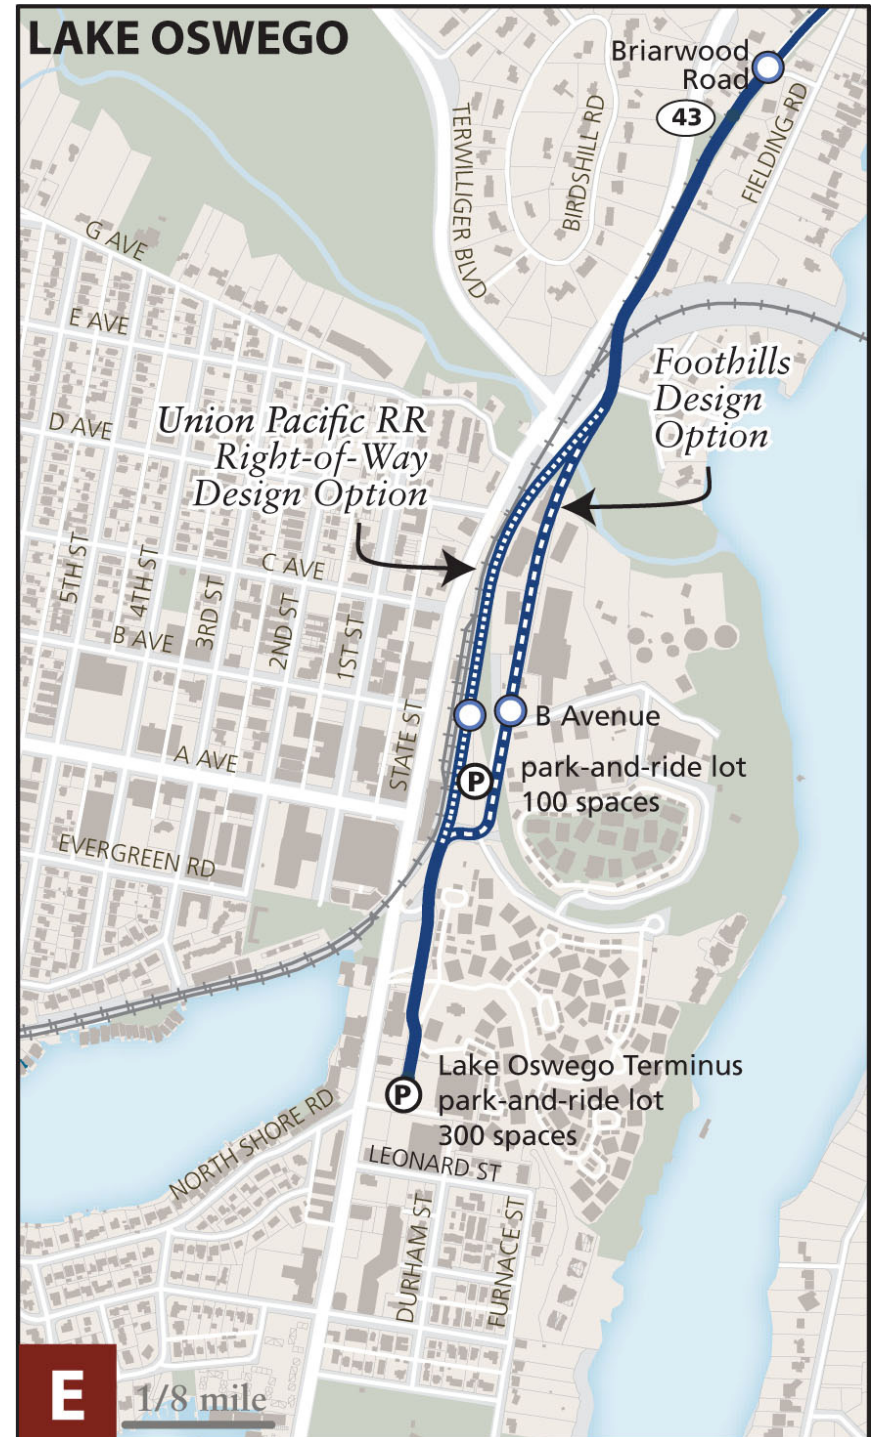 LAKE OSWEGO
Briarwood
Road
43
FIELDING RD
TERWILLIGER BLVD
BIRDSHILL RD
G AVE
E AVE
Foothills
Design
Option
D AVE
Union Pacific RR
Right-of-Way
Design Option
5TH ST
4TH ST
3RD ST
C AVE
2ND ST
1ST ST
B AVE
STATE ST
B Avenue
A AVE
P
park-and-ride lot
100 spaces
EVERGREEN RD
P
Lake Oswego Terminus
park-and-ride lot
300 spaces
NORTH SHORE RD
LEONARD ST
DURHAM ST
FURNACE ST
E
1/8 mile